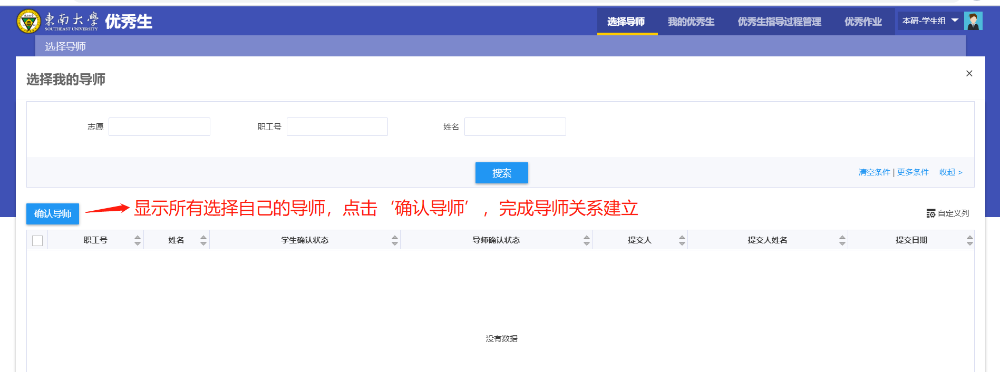 東南大學 优秀生 选择导师 我的优秀生 优秀生指导过程管理 优秀作业 本研-学生组
SOUTHEAST UNIVERSITY
选择导师
选择我的导师 ×
志愿 职工号 姓名
搜索 清空条件 | 更多条件 收起 >
确认导师 显示所有选择自己的导师，点击‘确认导师’，完成导师关系建立 自定义列
职工号 姓名 学生确认状态 导师确认状态 提交人 提交人姓名 提交日期
没有数据